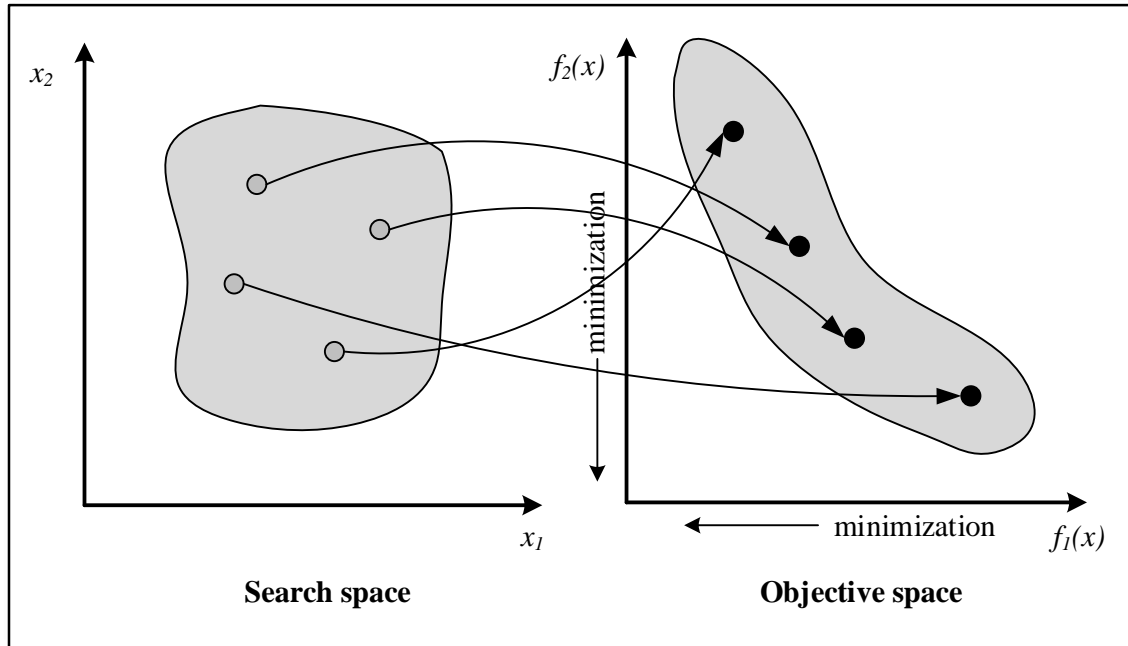 x2
f2(x)
minimization
x1
minimization
f1(x)
Search space
Objective space